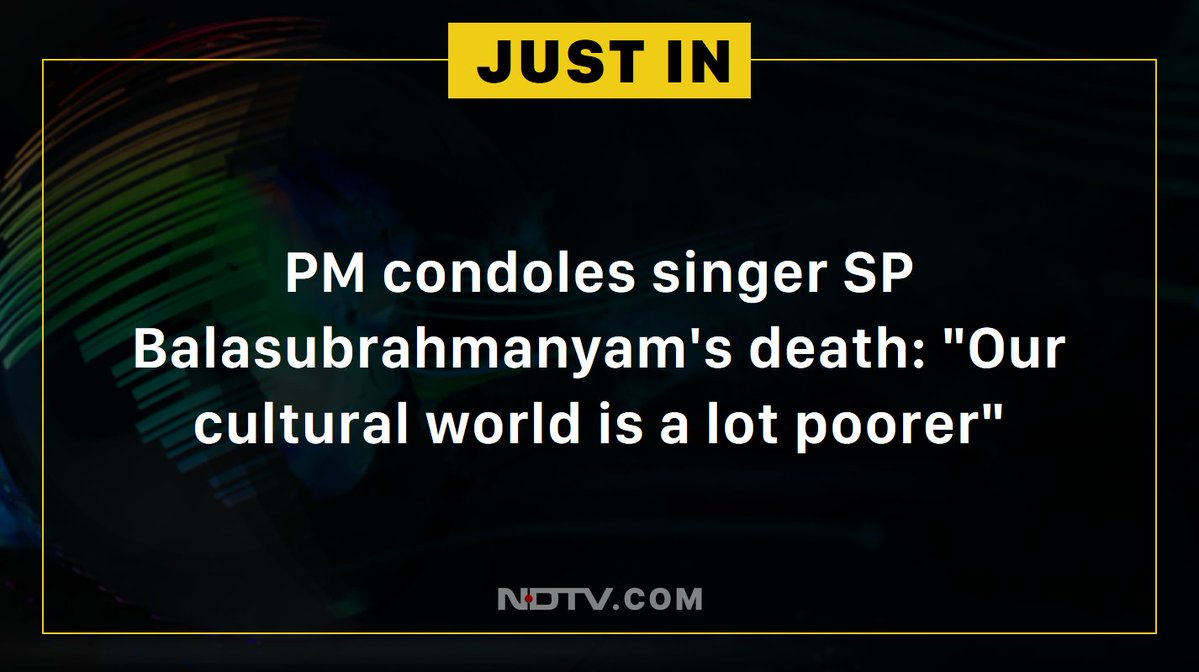 JUST IN
PM condoles singer SP
Balasubrahmanyam's death: "Our
cultural world is a lot poorer"
NDTV.COM